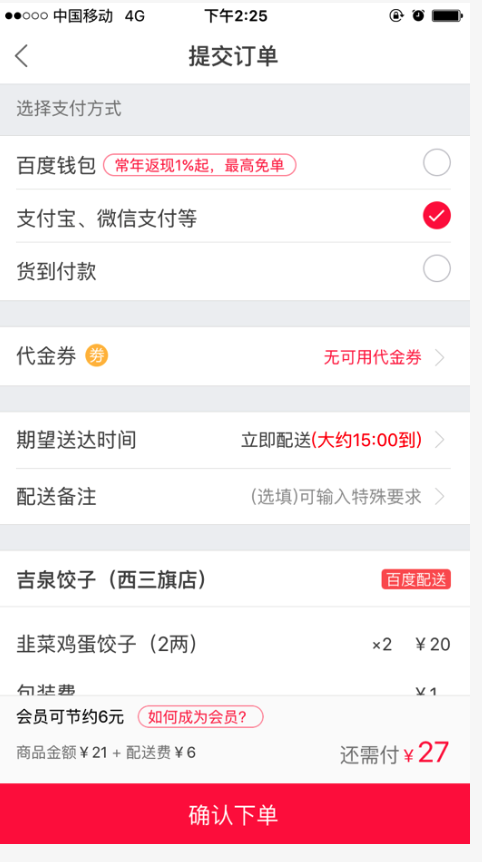 中国移动 4G 下午2:25
提交订单
选择支付方式
百度钱包 常年返现1%起，最高免单
支付宝、微信支付等
货到付款
代金券 券 无可用代金券
期望送达时间 立即配送(大约15:00到)
配送备注 (选填)可输入特殊要求
吉泉饺子（西三旗店） 百度配送
韭菜鸡蛋饺子（2两） ×2 ¥20
包装费 ¥1
会员可节约6元 如何成为会员?
商品金额¥21 + 配送费¥6 还需付¥27
确认下单